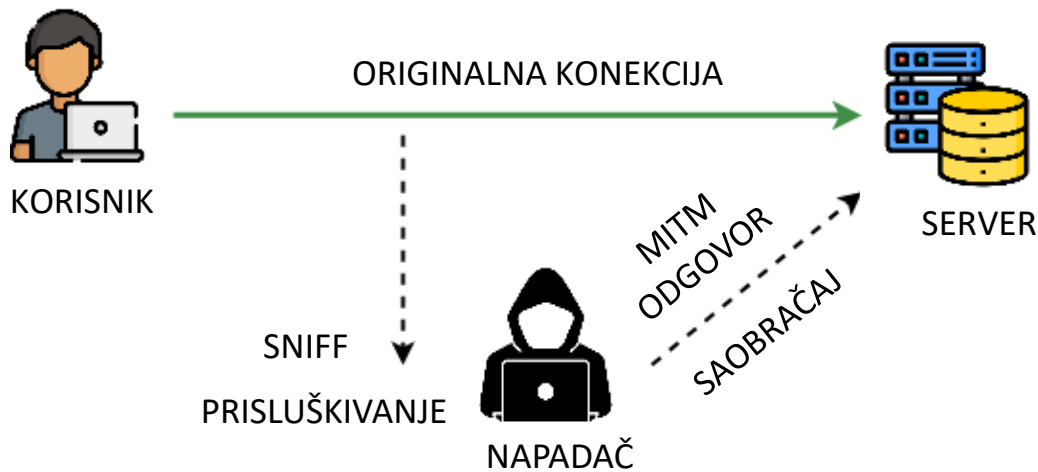 ORIGINALNA KONEKCIJA
KORISNIK
SERVER
MITM
ODGOVOR
SAOBRAČAJ
SNIFF
PRISLUŠKIVANJE
NAPADAČ